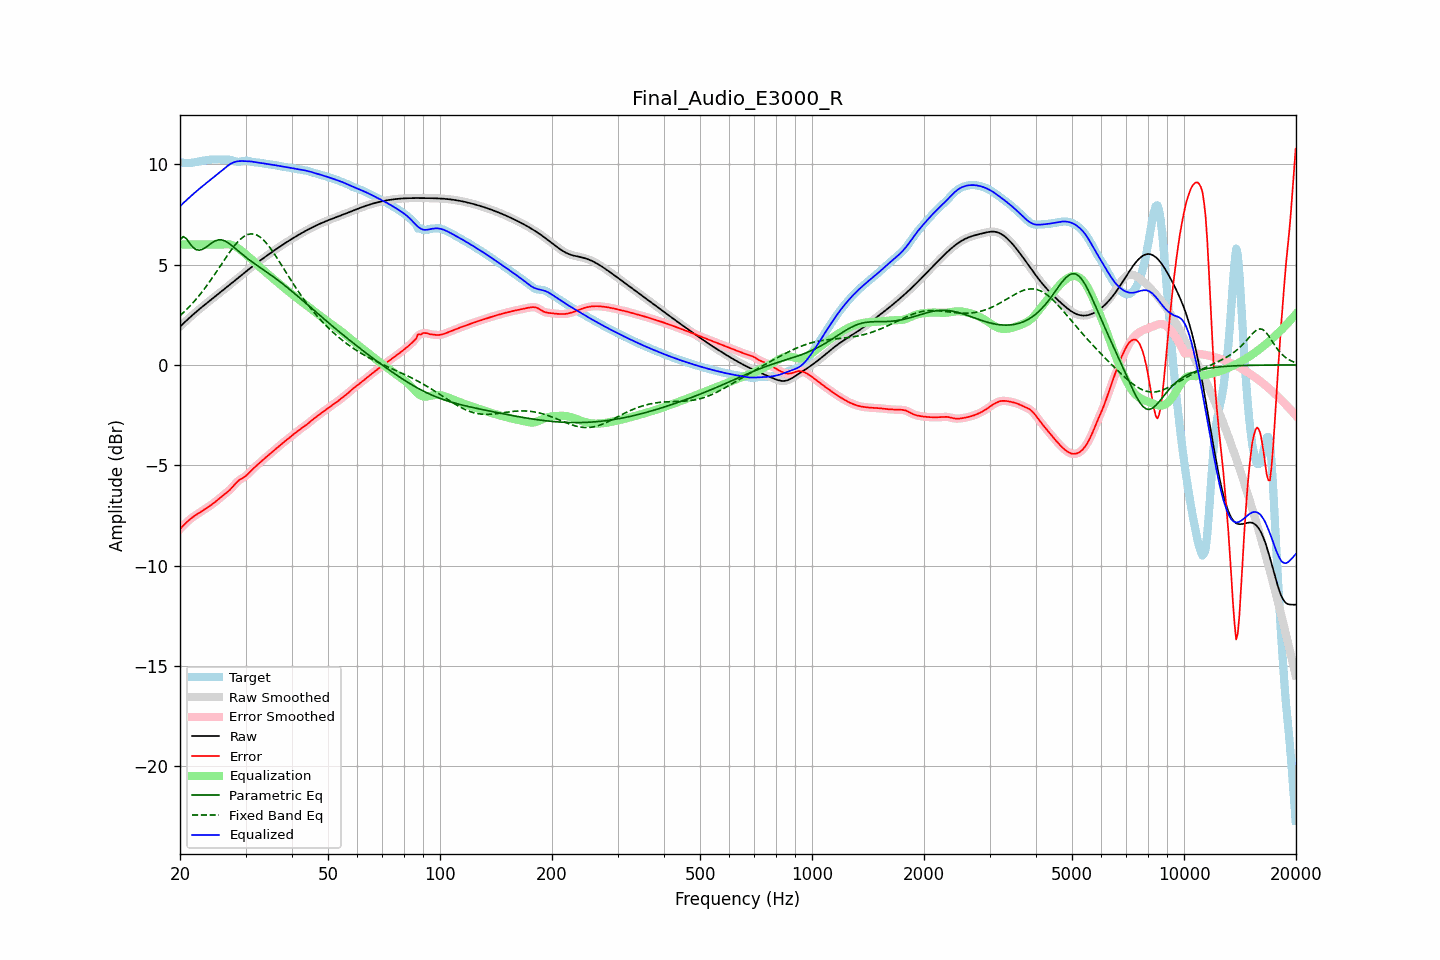 Final_Audio_E3000_R
Amplitude (dBr)
10
5
0
−5
−10
−15
−20
Target
Raw Smoothed
Error Smoothed
Raw
Error
Equalization
Parametric Eq
Fixed Band Eq
Equalized
20 50 100 200 500 1000 2000 5000 10000 20000
Frequency (Hz)